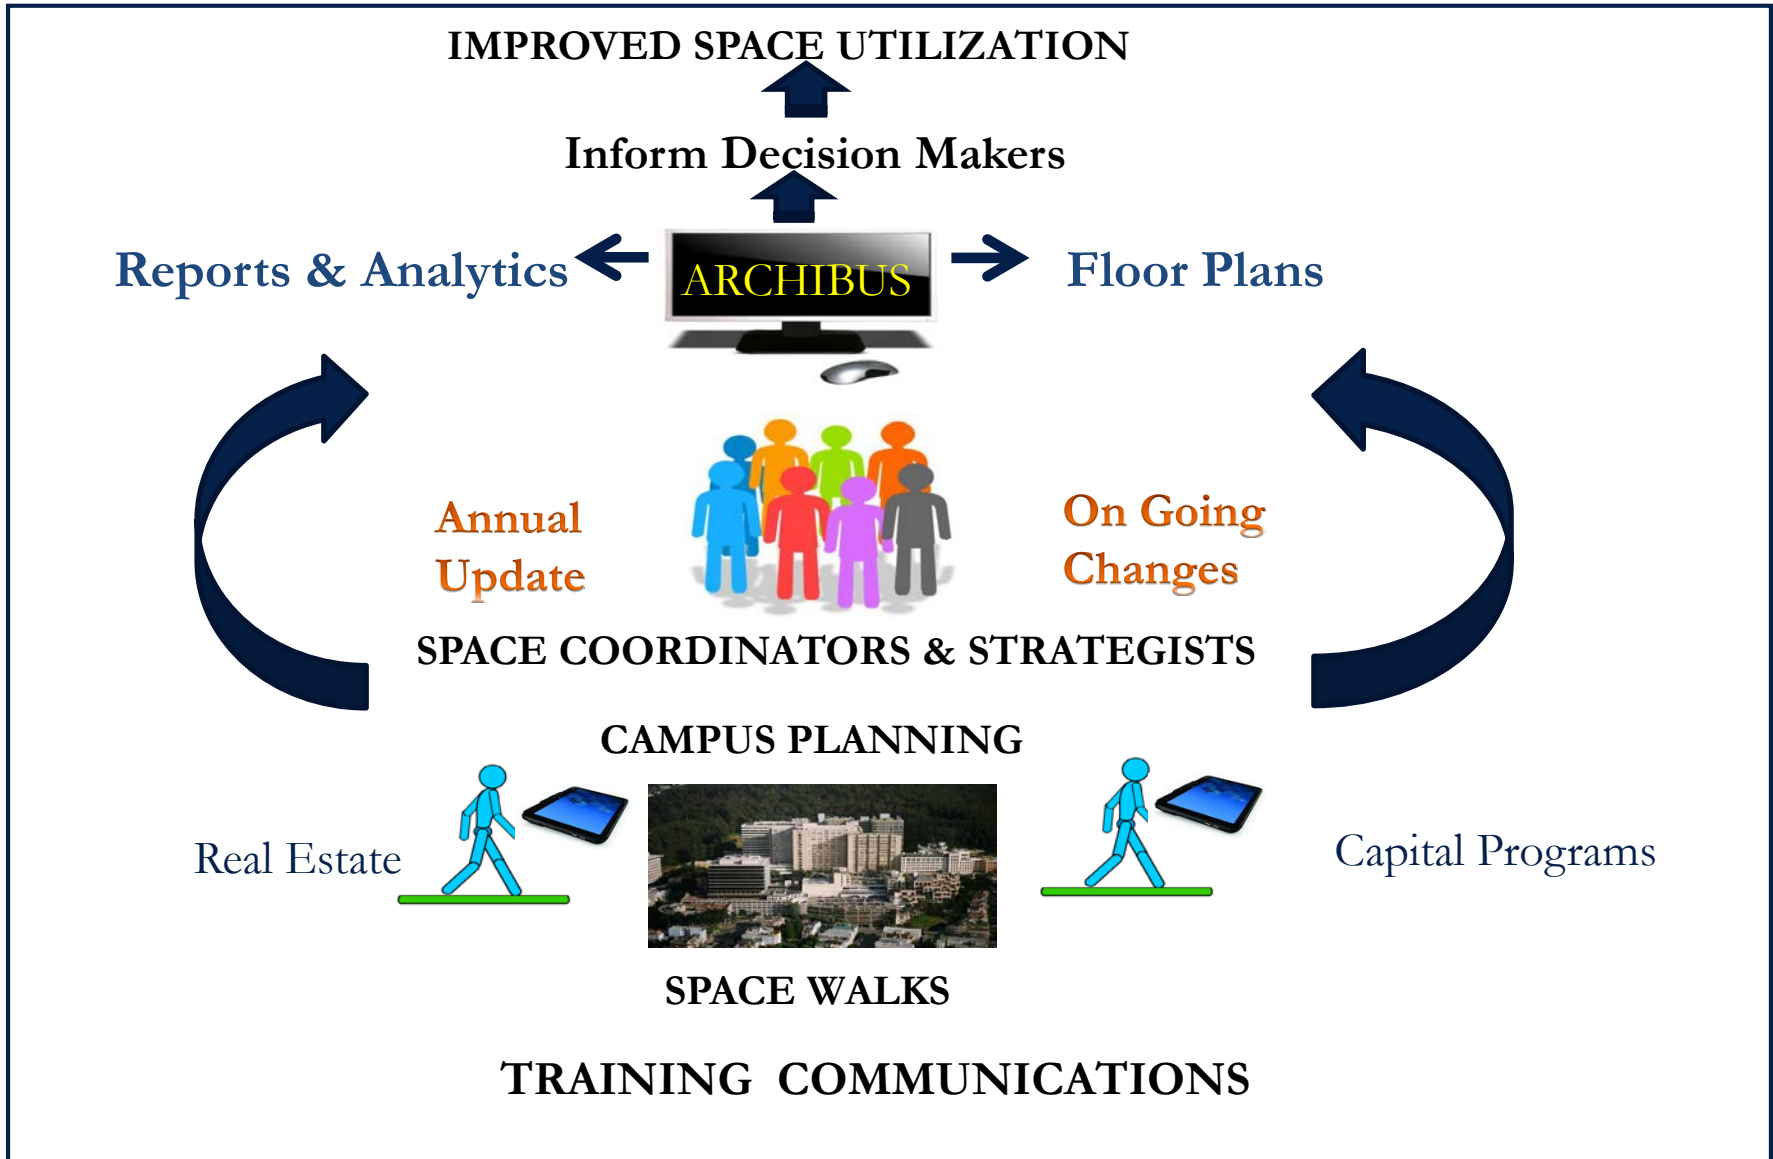 IMPROVED SPACE UTILIZATION
Inform Decision Makers
Reports & Analytics
ARCHIBUS
Floor Plans
Annual
Update
On Going
Changes
SPACE COORDINATORS & STRATEGISTS
CAMPUS PLANNING
Real Estate
Capital Programs
SPACE WALKS
TRAINING COMMUNICATIONS